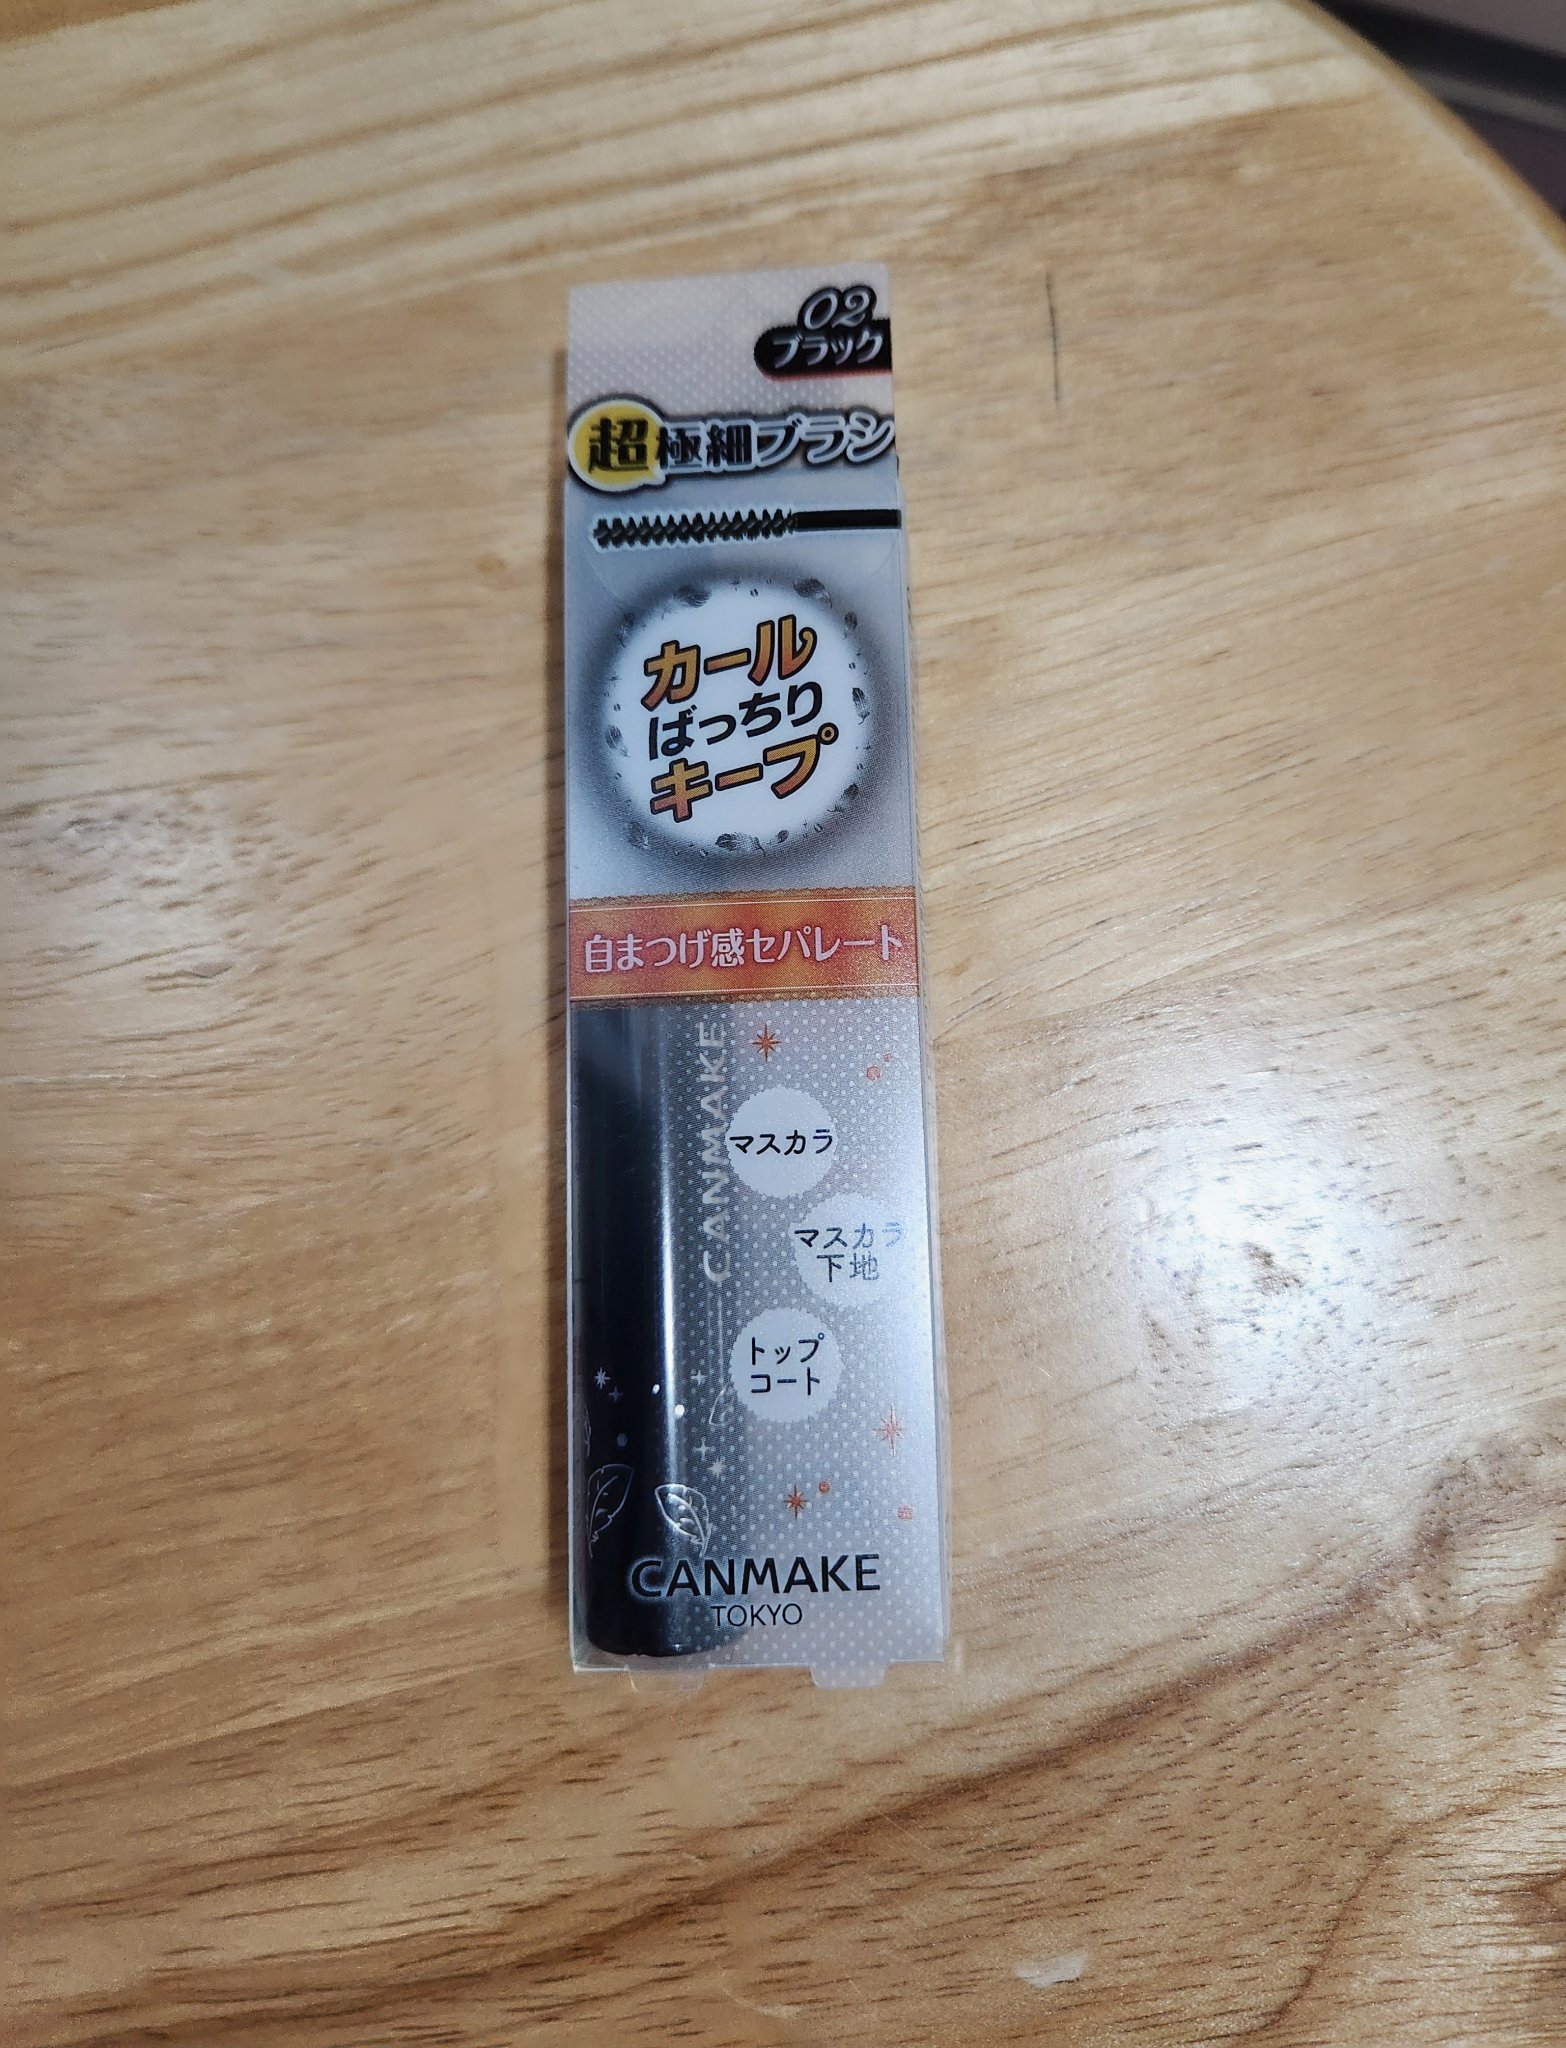 02
ブラック
超極細ブラシ
カール
ばっちり
キープ
自まつげ感セパレート
CANMAKE
マスカラ
マスカラ
下地
トップ
コート
CANMAKE
TOKYO